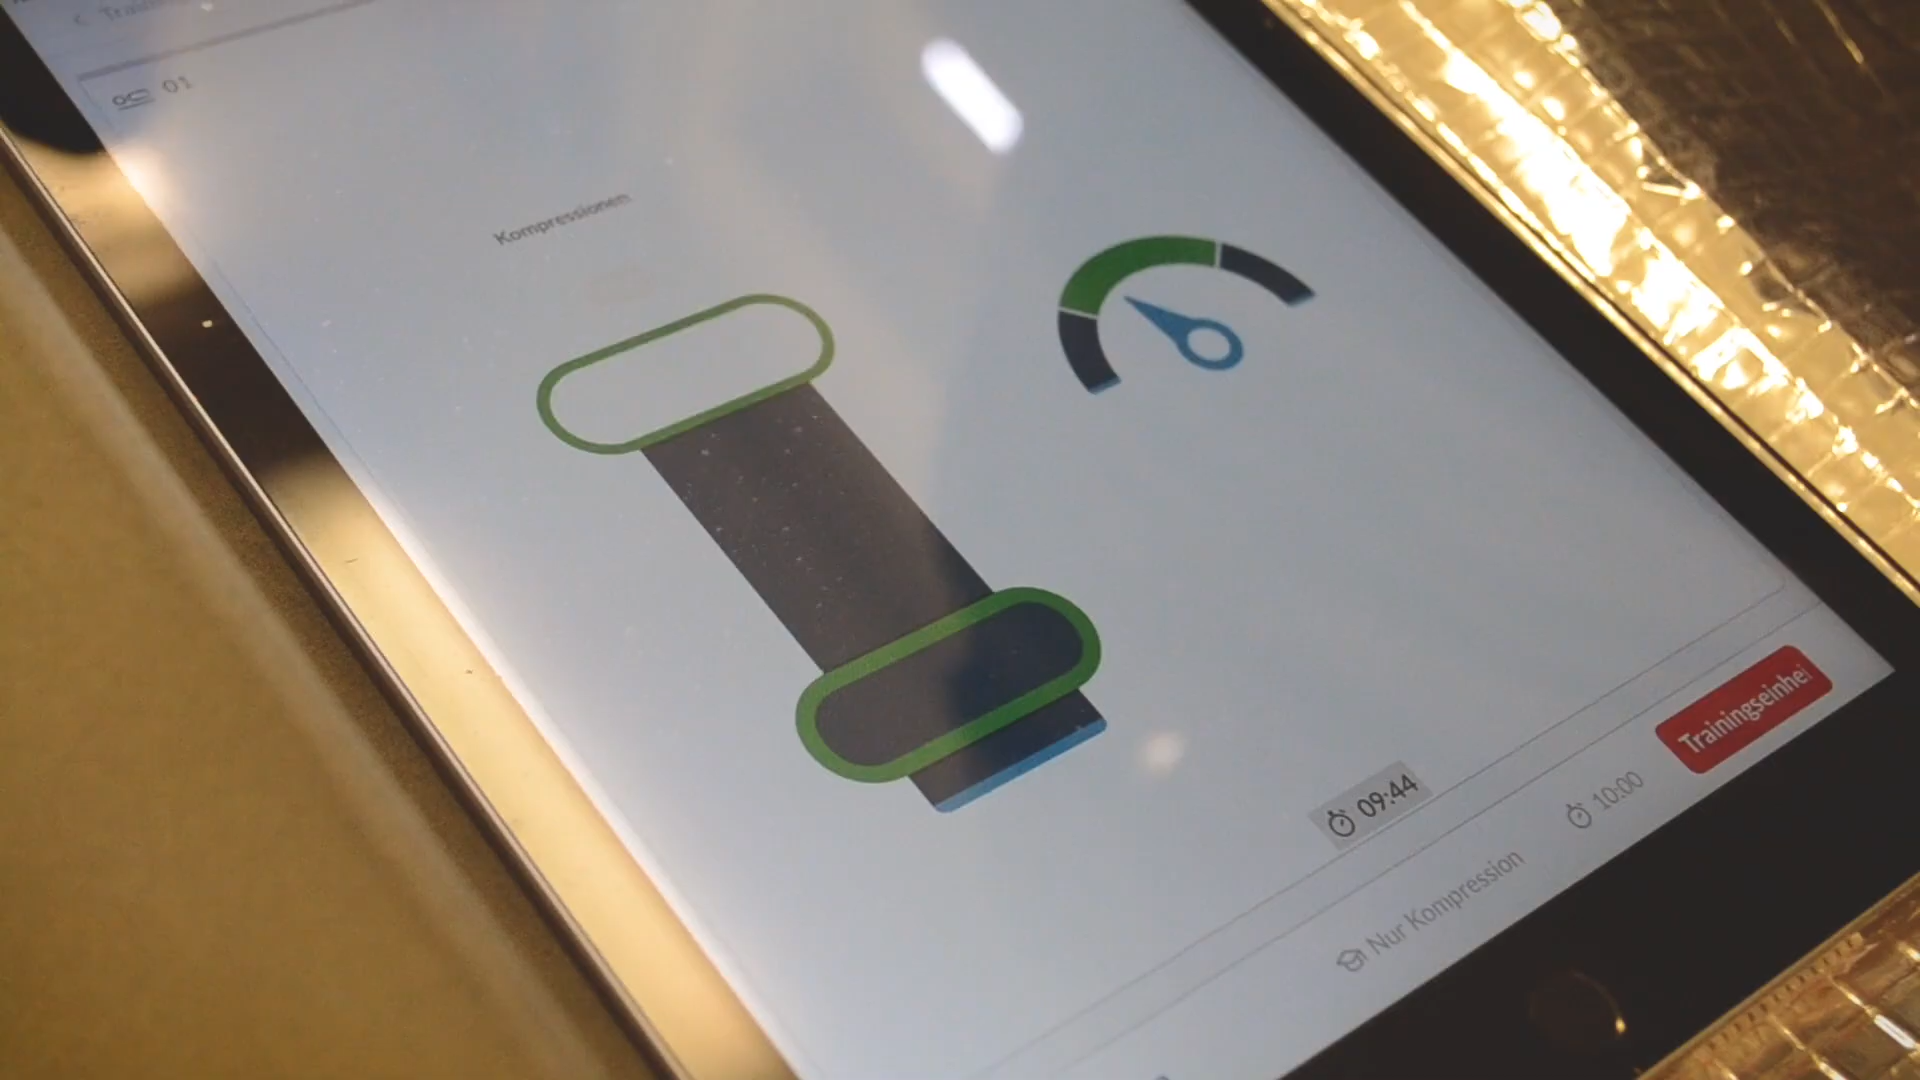 01
Kompressionen
09:44
Trainingseinhei
10:00
Nur Kompression